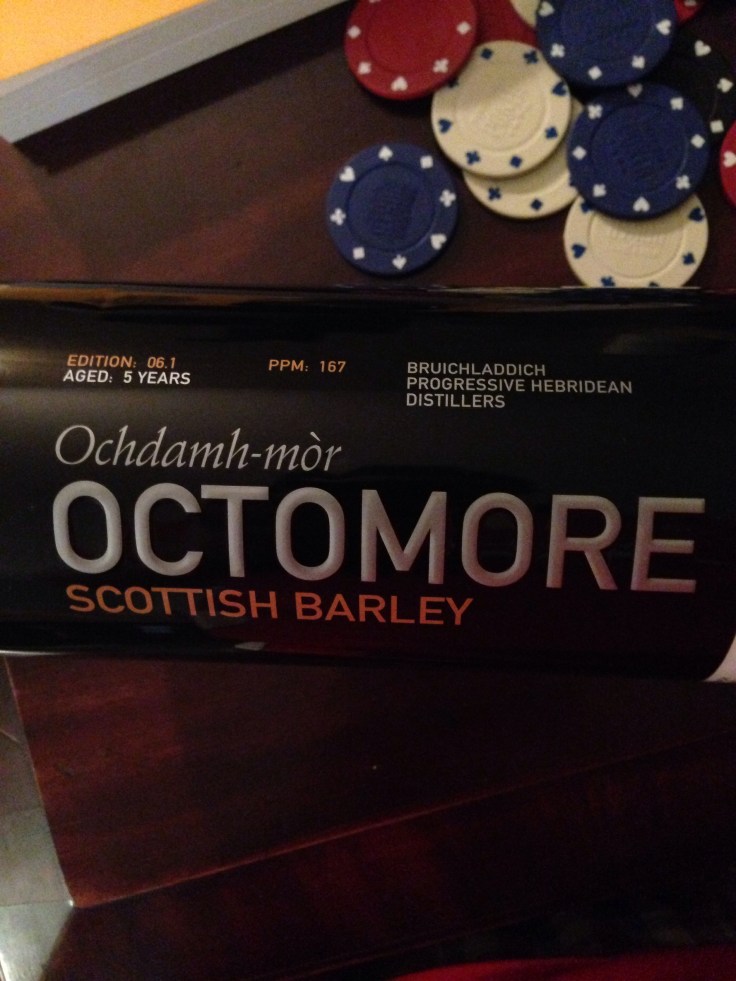 EDITION: 06.1
AGED: 5 YEARS
PPM: 167
BRUICHLADDICH
PROGRESSIVE HEBRIDEAN
DISTILLERS
Ochdamh-mòr
OCTOMORE
SCOTTISH BARLEY